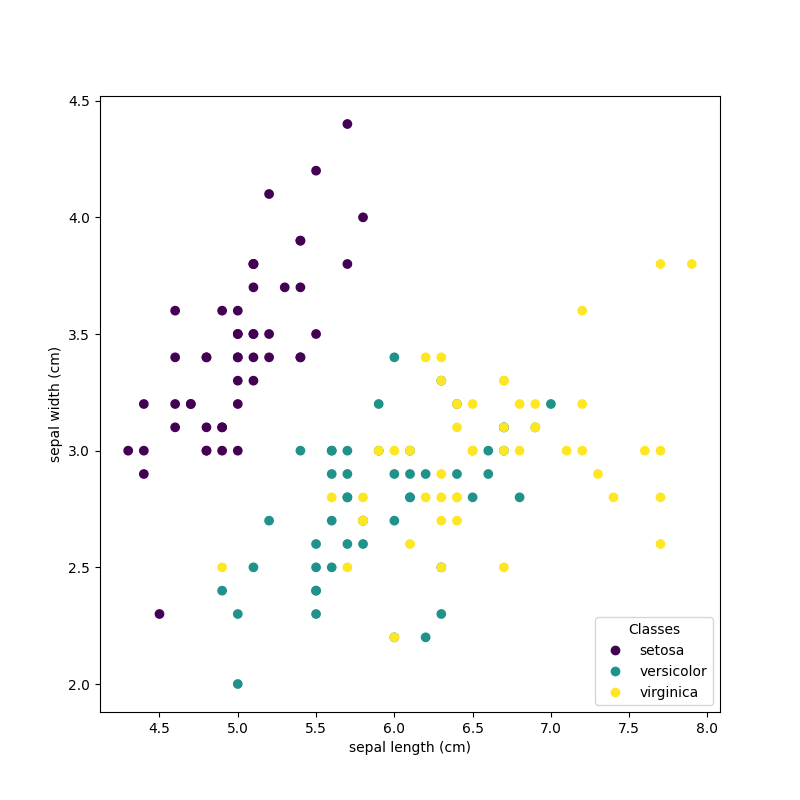 4.5
4.0
3.5
3.0
2.5
2.0
sepal width (cm)
4.5 5.0 5.5 6.0 6.5 7.0 7.5 8.0
sepal length (cm)
Classes
setosa
versicolor
virginica